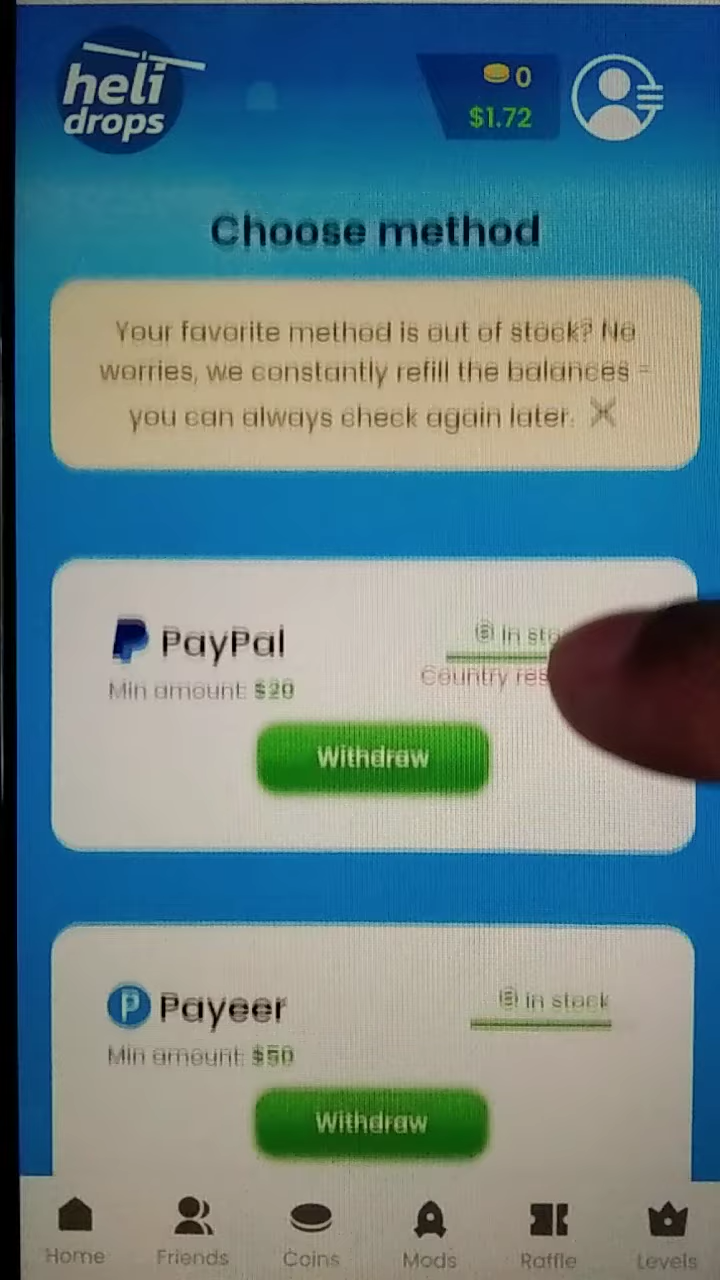 heli
drops
0
$1.72
Choose method
Your favorite method is out of stock? No
worries, we constantly refill the balances -
you can always check again later. X
PayPal
In
Min amount: $20
Country
Withdraw
Payeer
in stock
Min amount: $50
Withdraw
Home
Friends
Coins
Mods
Raffle
Levels